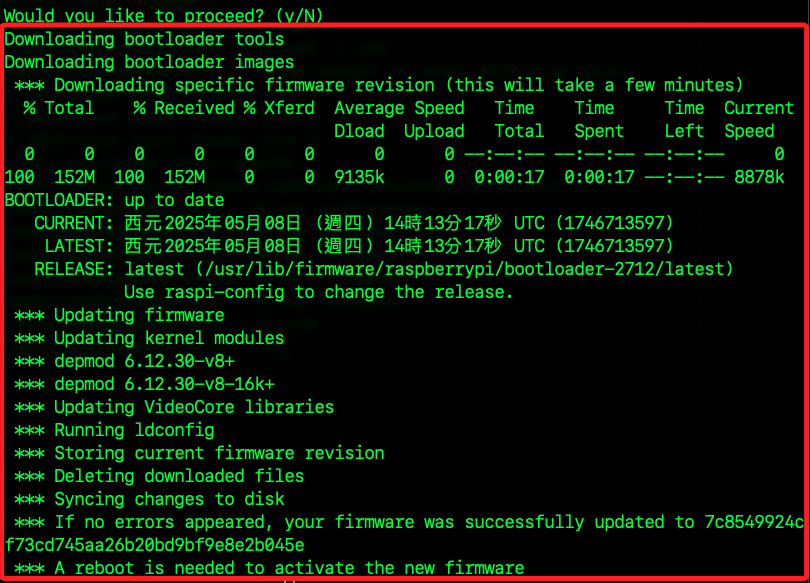 Would you like to proceed? (y/N)
Downloading bootloader tools
Downloading bootloader images
 *** Downloading specific firmware revision (this will take a few minutes)
  % Total    % Received % Xferd  Average Speed   Time    Time     Time  Current
                                 Dload  Upload   Total   Spent    Left  Speed
  0     0    0     0    0     0      0      0 --:--:-- --:--:-- --:--:--     0
100  152M  100  152M    0     0  9135k      0  0:00:17  0:00:17 --:--:-- 8878k
BOOTLOADER: up to date
   CURRENT: 西元2025年05月08日 (週四) 14時13分17秒 UTC (1746713597)
    LATEST: 西元2025年05月08日 (週四) 14時13分17秒 UTC (1746713597)
   RELEASE: latest (/usr/lib/firmware/raspberrypi/bootloader-2712/latest)
            Use raspi-config to change the release.
 *** Updating firmware
 *** Updating kernel modules
 *** depmod 6.12.30-v8+
 *** depmod 6.12.30-v8-16k+
 *** Updating VideoCore libraries
 *** Running ldconfig
 *** Storing current firmware revision
 *** Deleting downloaded files
 *** Syncing changes to disk
 *** If no errors appeared, your firmware was successfully updated to 7c8549924c
f73cd745aa26b20bd9bf9e8e2b045e
 *** A reboot is needed to activate the new firmware